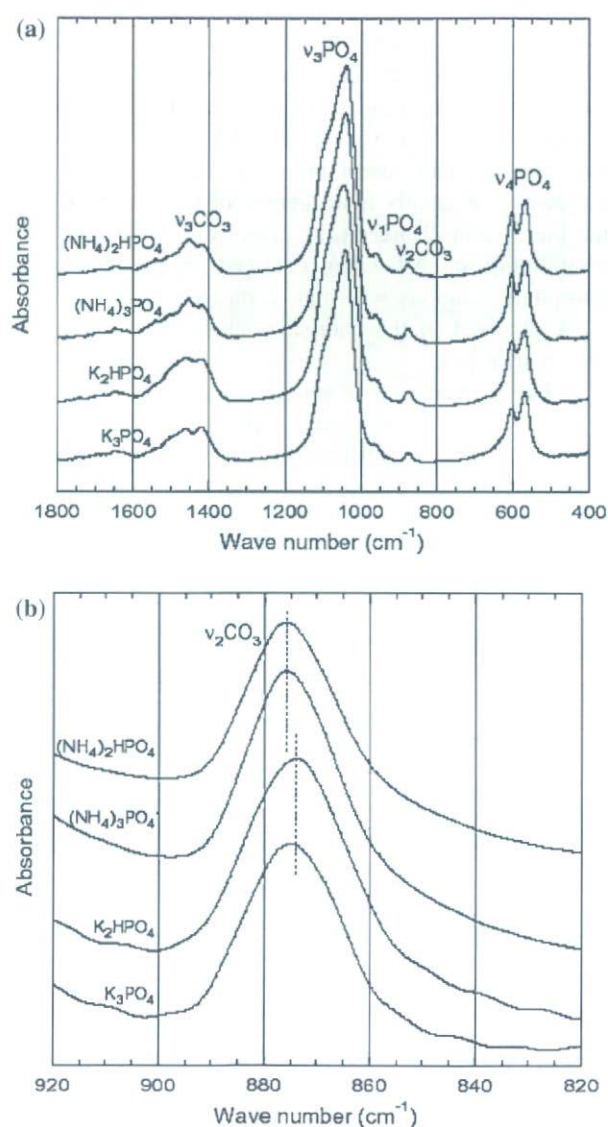 (a)
ν₃PO₄
ν₄PO₄
ν₃CO₃
ν₁PO₄
ν₂CO₃
(NH₄)₂HPO₄
(NH₄)₃PO₄
K₂HPO₄
K₃PO₄
Absorbance
1800 1600 1400 1200 1000 800 600 400
Wave number (cm⁻¹)
(b)
ν₂CO₃
(NH₄)₂HPO₄
(NH₄)₃PO₄
K₂HPO₄
K₃PO₄
Absorbance
920 900 880 860 840 820
Wave number (cm⁻¹)